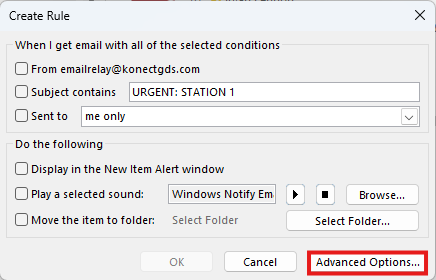 Create Rule
When I get email with all of the selected conditions
From emailrelay@konectgds.com
Subject contains URGENT: STATION 1
Sent to me only
Do the following
Display in the New Item Alert window
Play a selected sound: Windows Notify Em Browse...
Move the item to folder: Select Folder Select Folder...
OK Cancel Advanced Options...